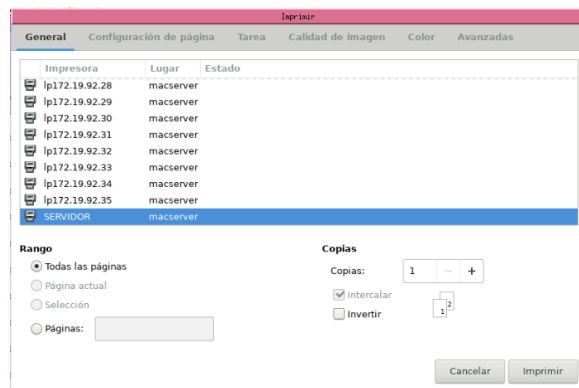 Imprimir
General Configuración de página Tarea Calidad de imagen Color Avanzadas
Impresora Lugar Estado
lp172.19.92.28 macserver
lp172.19.92.29 macserver
lp172.19.92.30 macserver
lp172.19.92.31 macserver
lp172.19.92.32 macserver
lp172.19.92.33 macserver
lp172.19.92.34 macserver
lp172.19.92.35 macserver
SERVIDOR macserver
Rango Copias
Todas las páginas Copias: 1 − +
Página actual Intercalar
Selección Invertir 1 2
Páginas:
Cancelar Imprimir